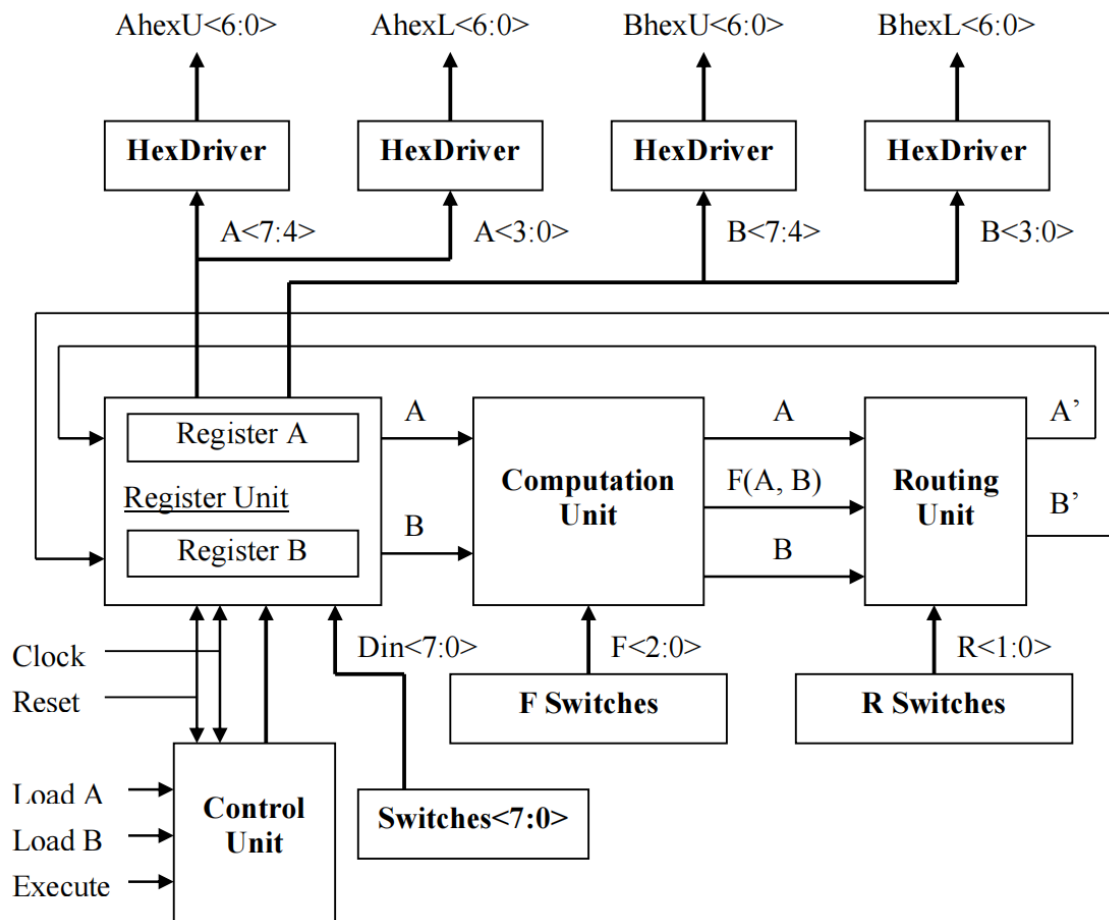 AhexU<6:0>
AhexL<6:0>
BhexU<6:0>
BhexL<6:0>
HexDriver
HexDriver
HexDriver
HexDriver
A<7:4>
A<3:0>
B<7:4>
B<3:0>
Register A
Register Unit
Register B
A
B
Computation
Unit
A
F(A, B)
B
Routing
Unit
A’
B’
Clock
Reset
Din<7:0>
F<2:0>
R<1:0>
F Switches
R Switches
Load A
Load B
Execute
Control
Unit
Switches<7:0>